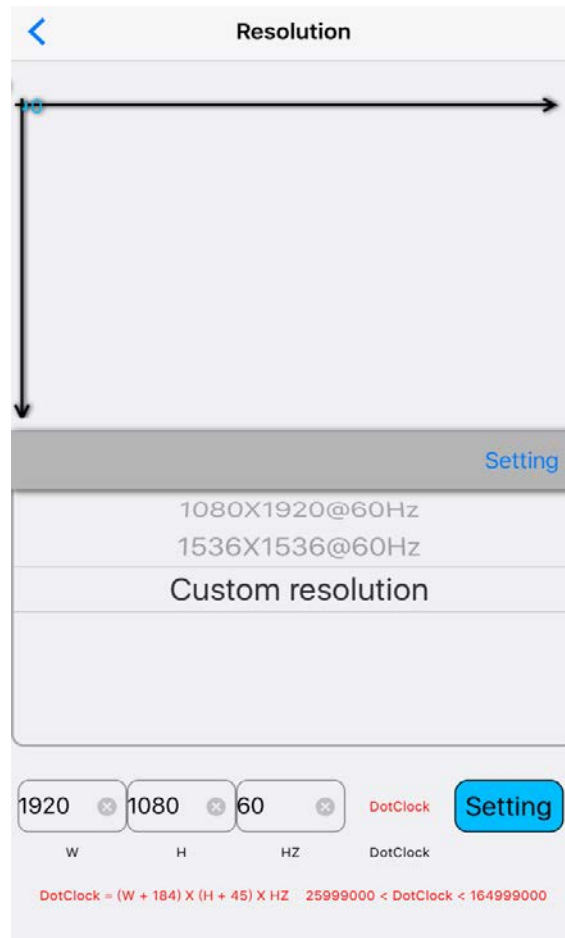 Resolution
Setting
1080X1920@60Hz
1536X1536@60Hz
Custom resolution
1920 1080 60 DotClock Setting
W H HZ DotClock
DotClock = (W + 184) X (H + 45) X HZ 25999000 < DotClock < 164999000